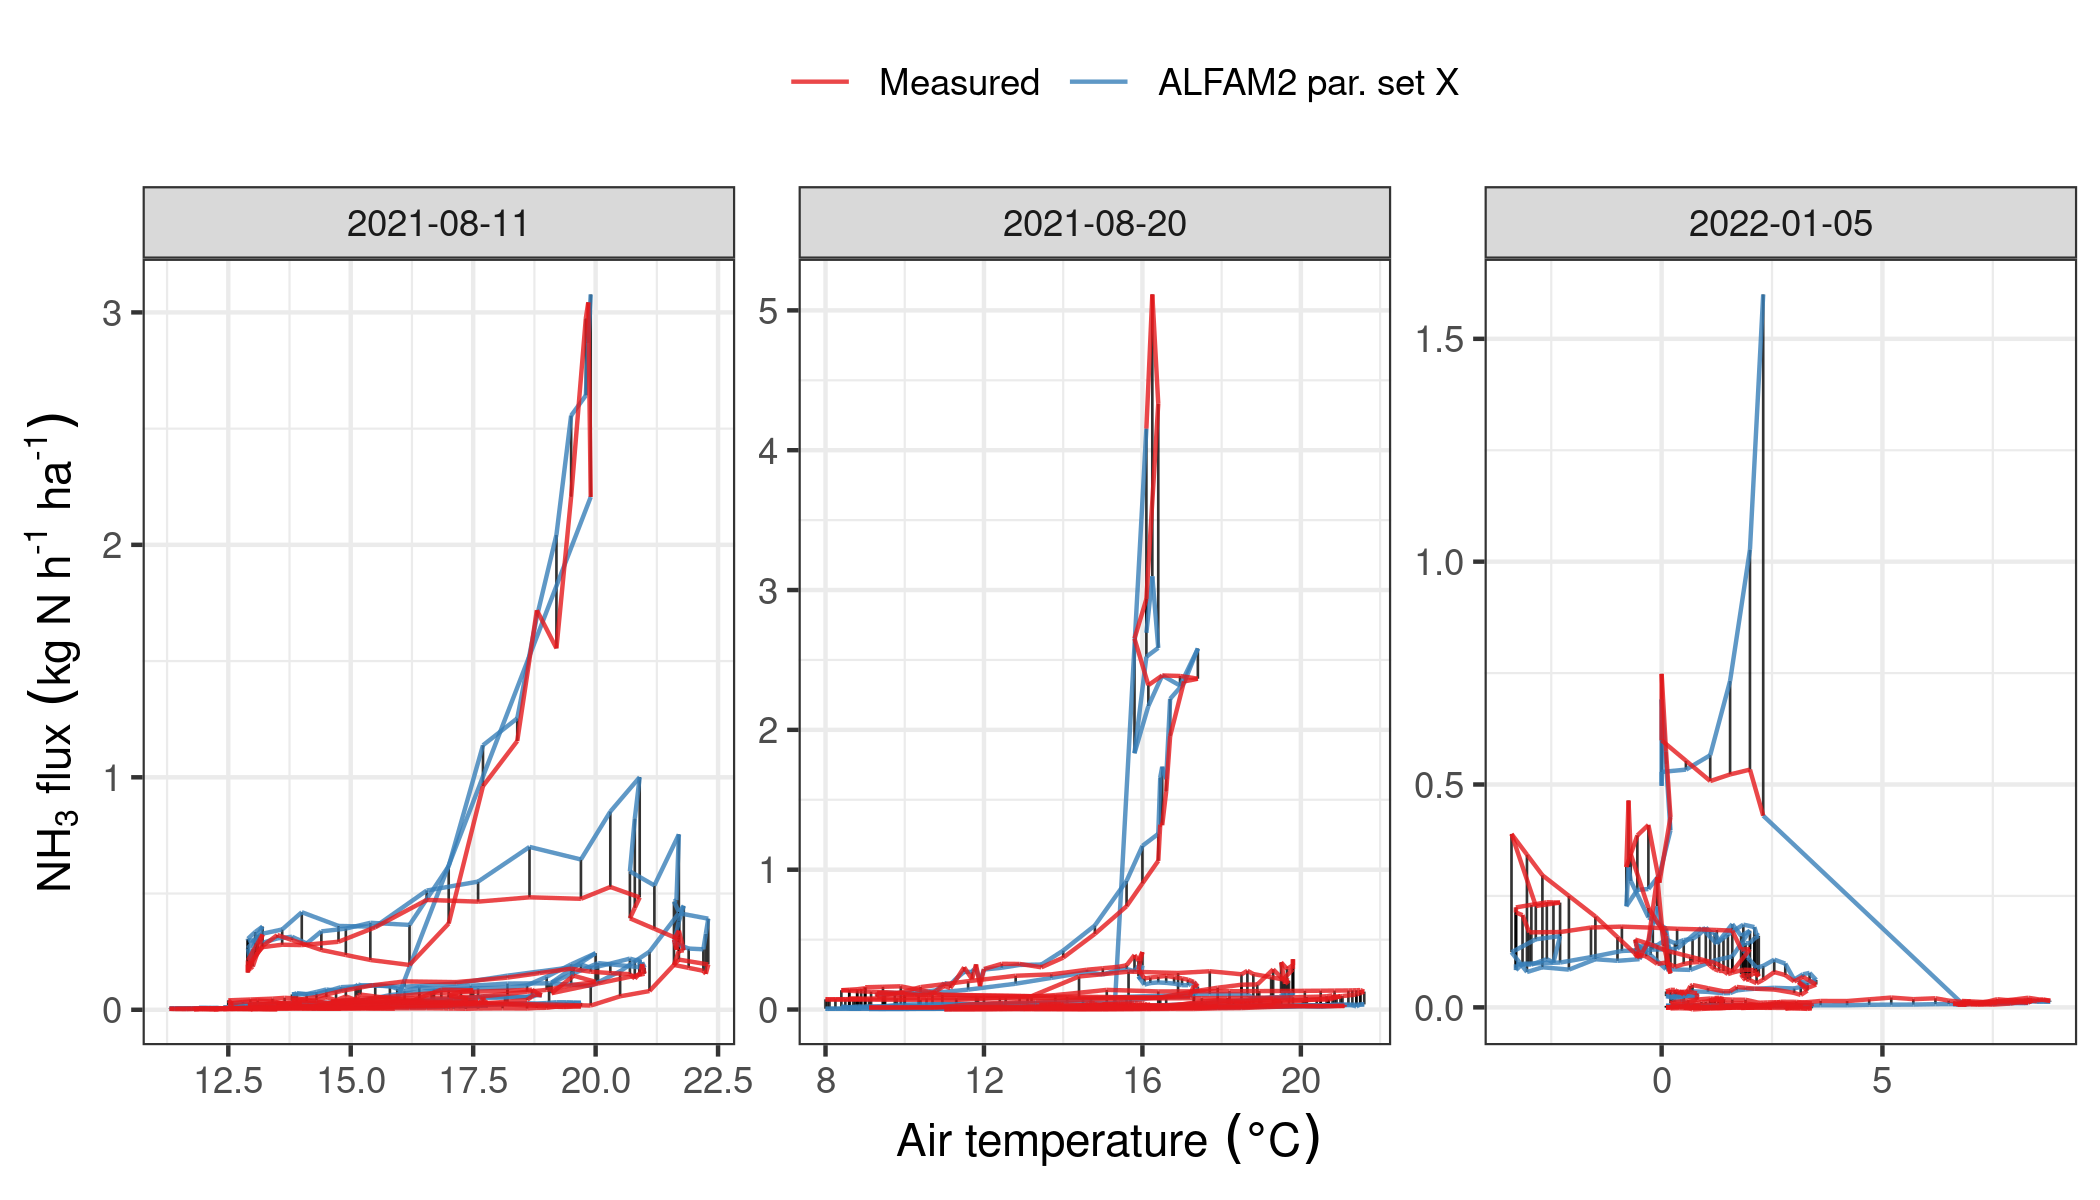 Measured ALFAM2 par. set X
2021-08-11 2021-08-20 2022-01-05
NH₃ flux (kg N h⁻¹ ha⁻¹)
3
2
1
0
5
4
3
2
1
0
1.5
1.0
0.5
0.0
12.5 15.0 17.5 20.0 22.5
8 12 16 20
0 5
Air temperature (°C)